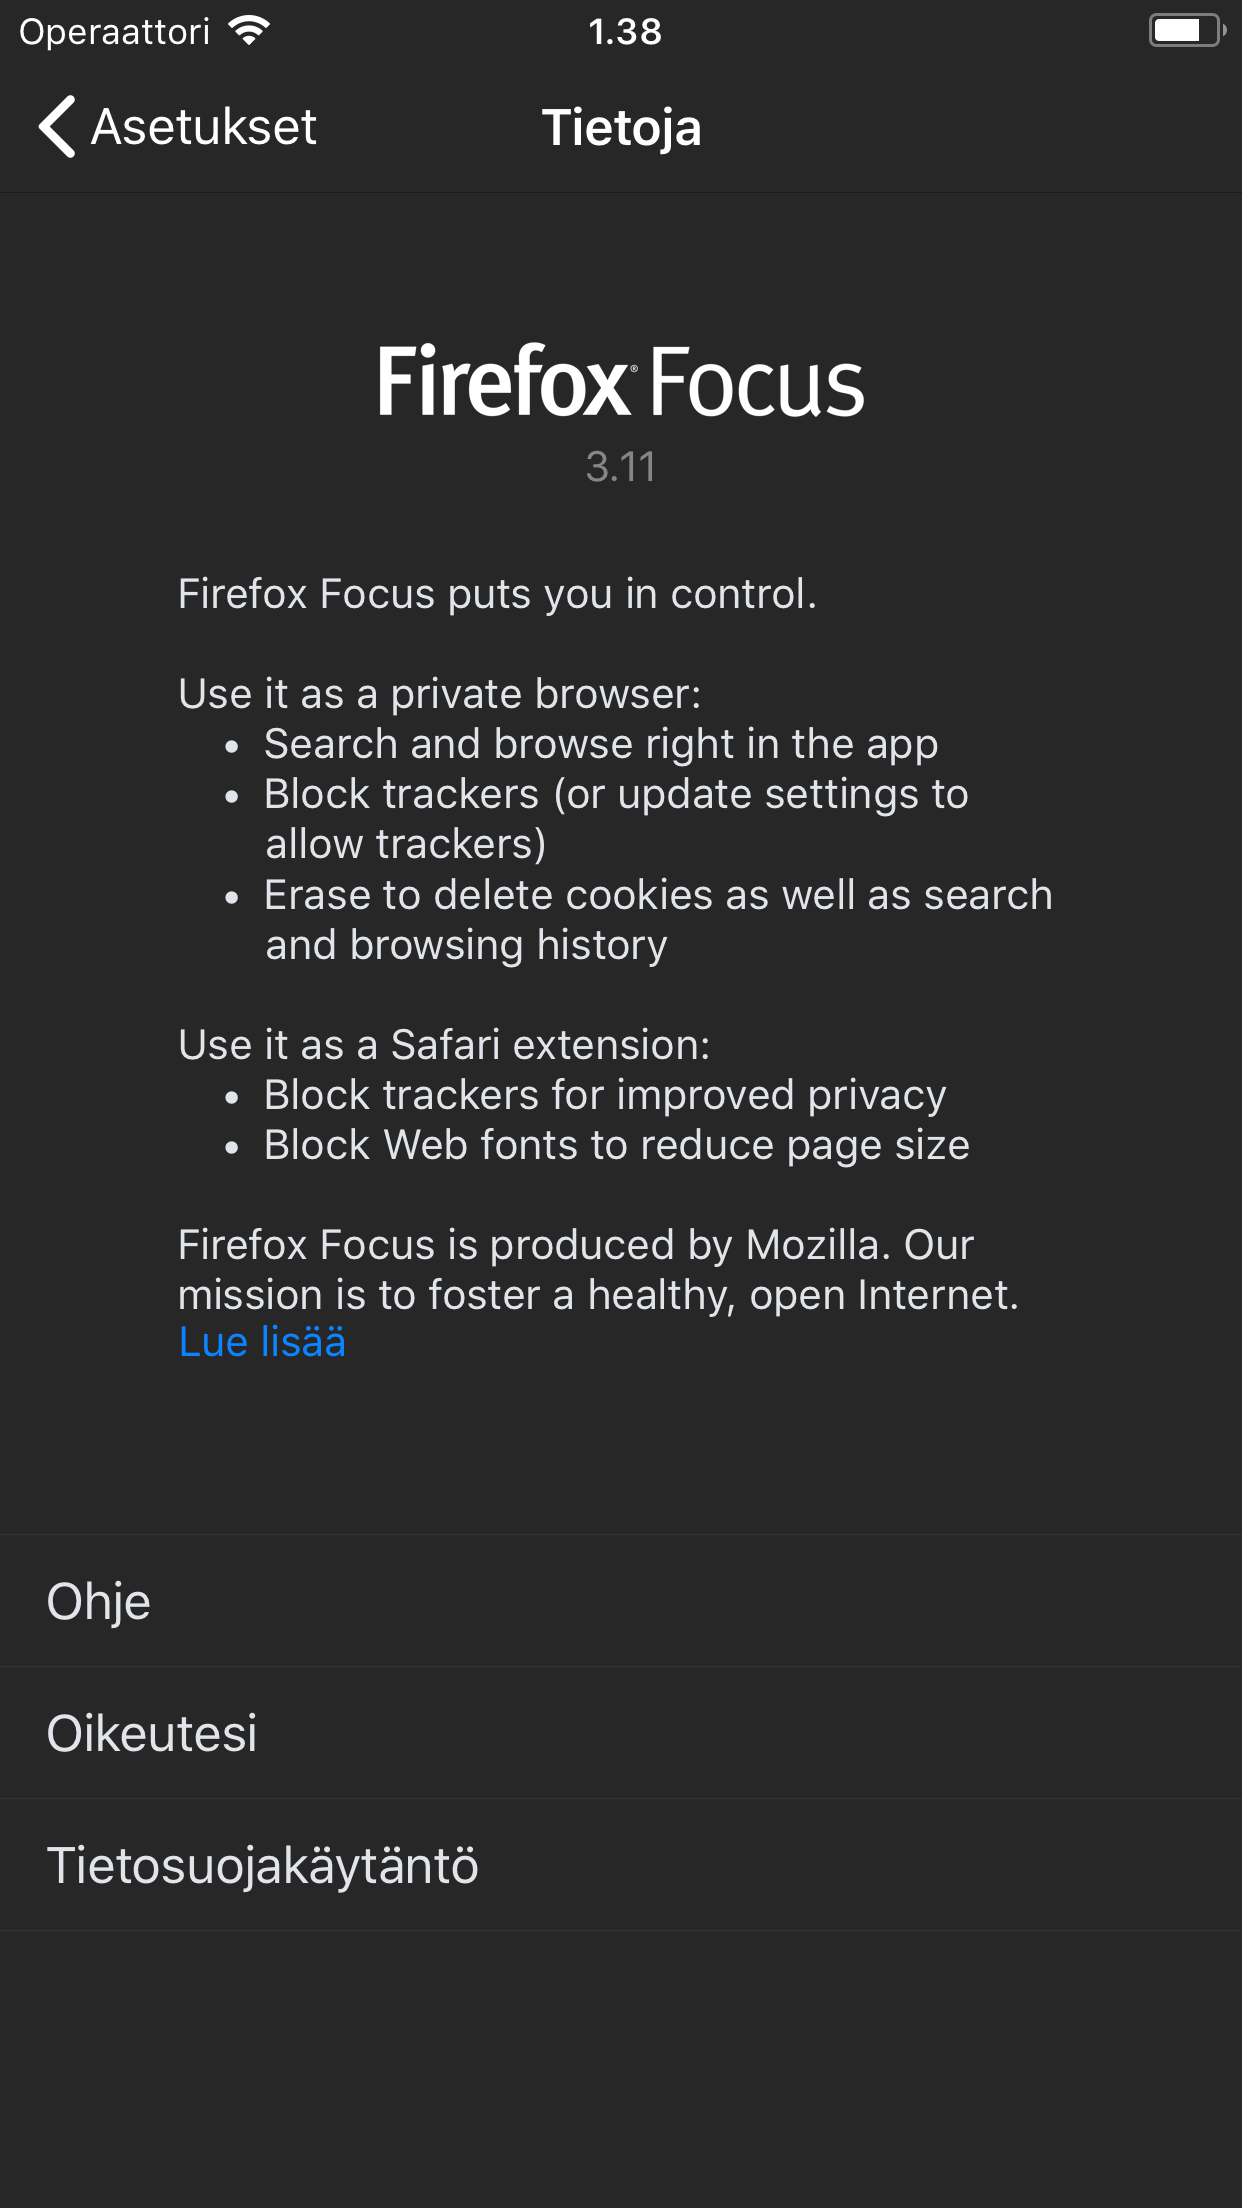 Operaattori 1.38
Asetukset Tietoja
Firefox® Focus
3.11
Firefox Focus puts you in control.
Use it as a private browser:
• Search and browse right in the app
• Block trackers (or update settings to
allow trackers)
• Erase to delete cookies as well as search
and browsing history
Use it as a Safari extension:
• Block trackers for improved privacy
• Block Web fonts to reduce page size
Firefox Focus is produced by Mozilla. Our
mission is to foster a healthy, open Internet.
Lue lisää
Ohje
Oikeutesi
Tietosuojakäytäntö